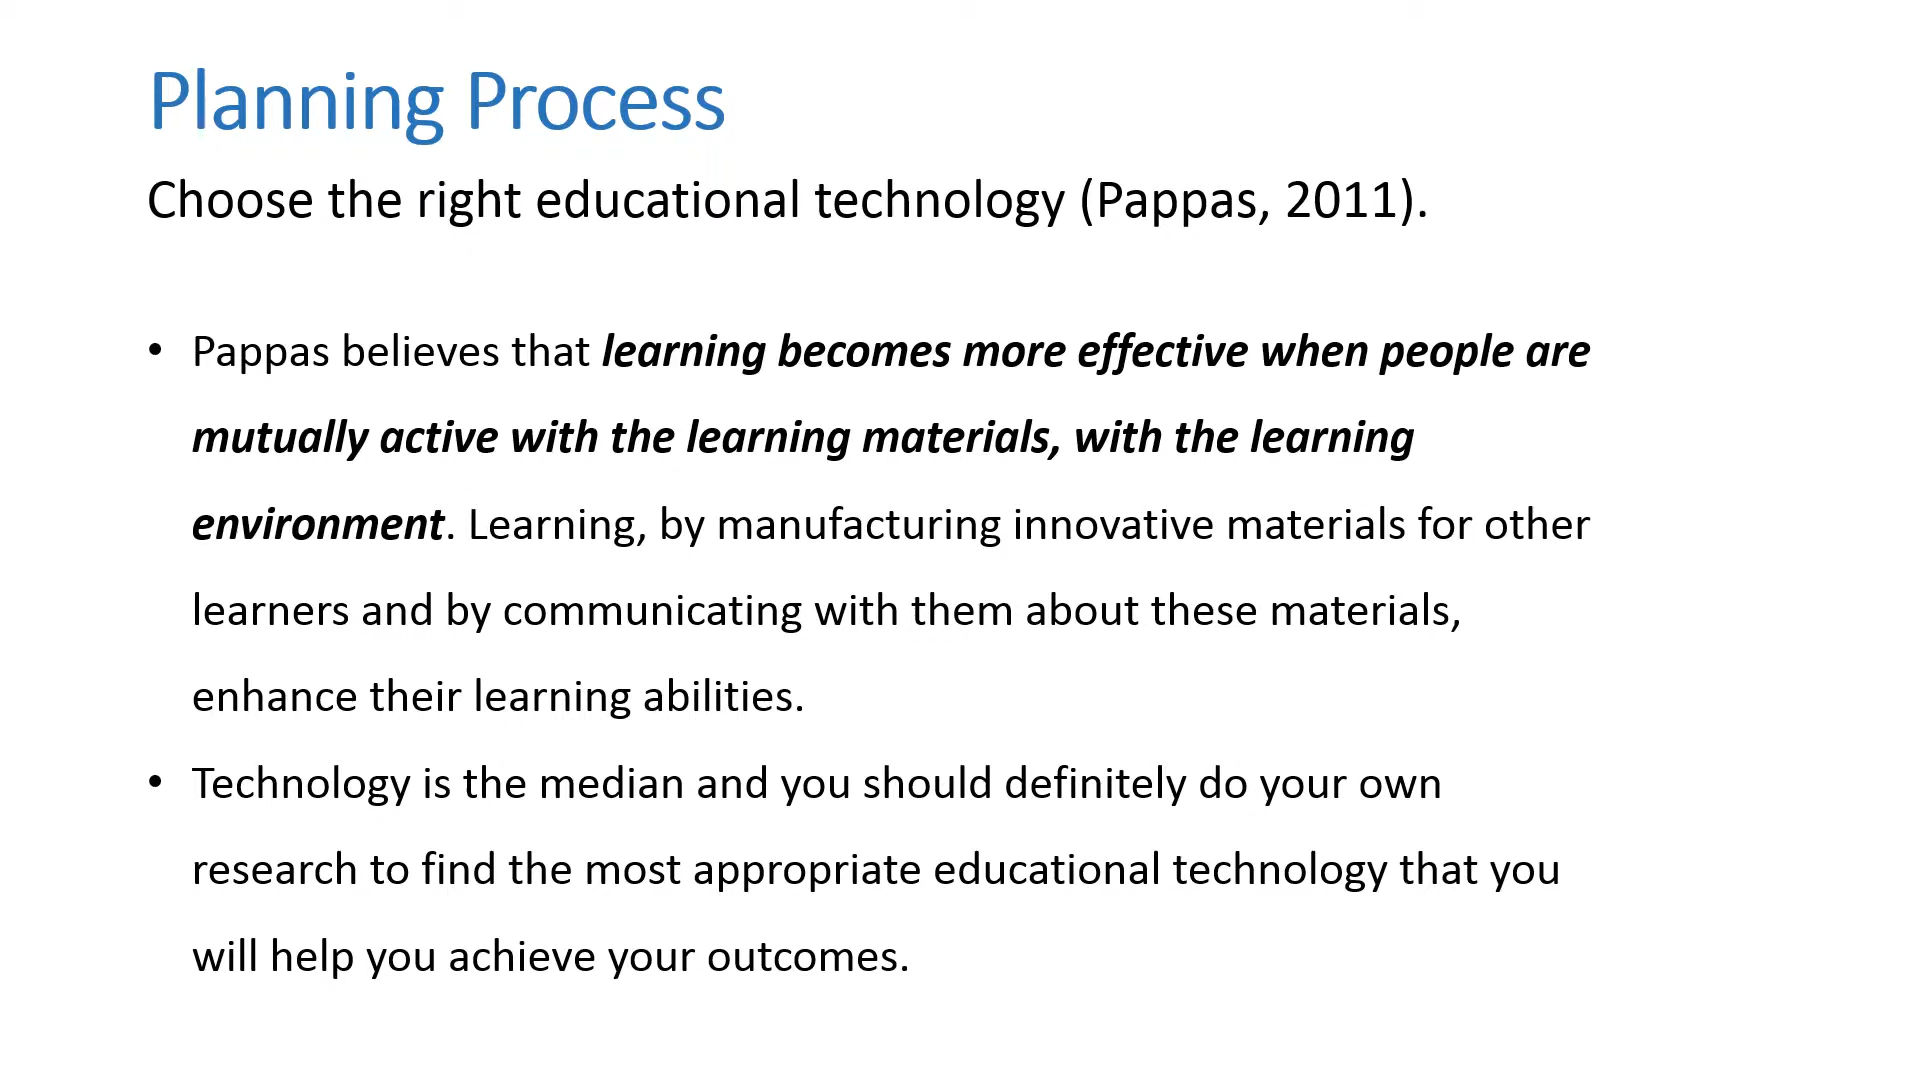 Planning Process
Choose the right educational technology (Pappas, 2011).
• Pappas believes that learning becomes more effective when people are
mutually active with the learning materials, with the learning
environment. Learning, by manufacturing innovative materials for other
learners and by communicating with them about these materials,
enhance their learning abilities.
• Technology is the median and you should definitely do your own
research to find the most appropriate educational technology that you
will help you achieve your outcomes.